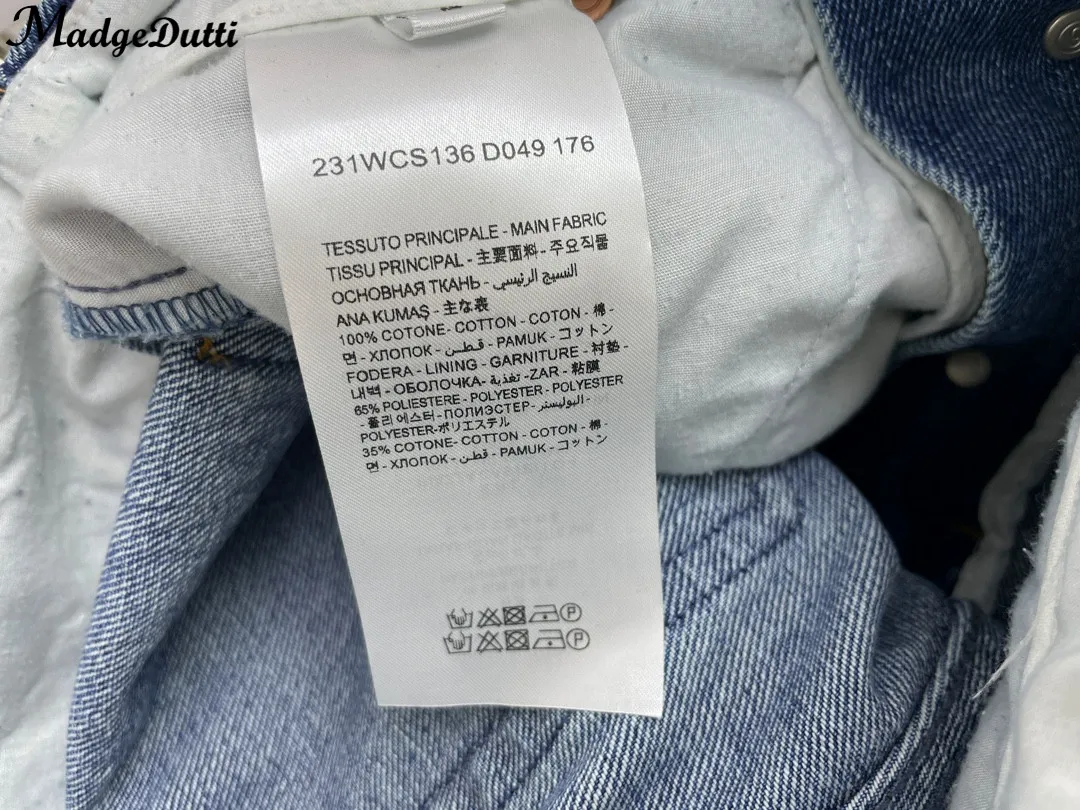 MadgeDutti
231WCS136 D049 176
TESSUTO PRINCIPALE - MAIN FABRIC
TISSU PRINCIPAL - 主要面料 - 주요직물
ОСНОВНАЯ ТКАНЬ - النسيج الرئيسي -
ANA KUMAŞ - 主な表
100% COTONE- COTTON - COTON - 棉 -
면 - ХЛОПОК - قطن - PAMUK - コットン
FODERA - LINING - GARNITURE - 衬垫 -
내벽 - ОБОЛОЧКА- تغذية -ZAR - 粘膜
65% POLIESTERE - POLYESTER - POLYESTER
- 폴리에스터 -ПОЛИЭСТЕР - البوليستر -
POLYESTER-ポリエステル
35% COTONE- COTTON - COTON - 棉 -
면 - ХЛОПОК - قطن - PAMUK - コットン
P
P